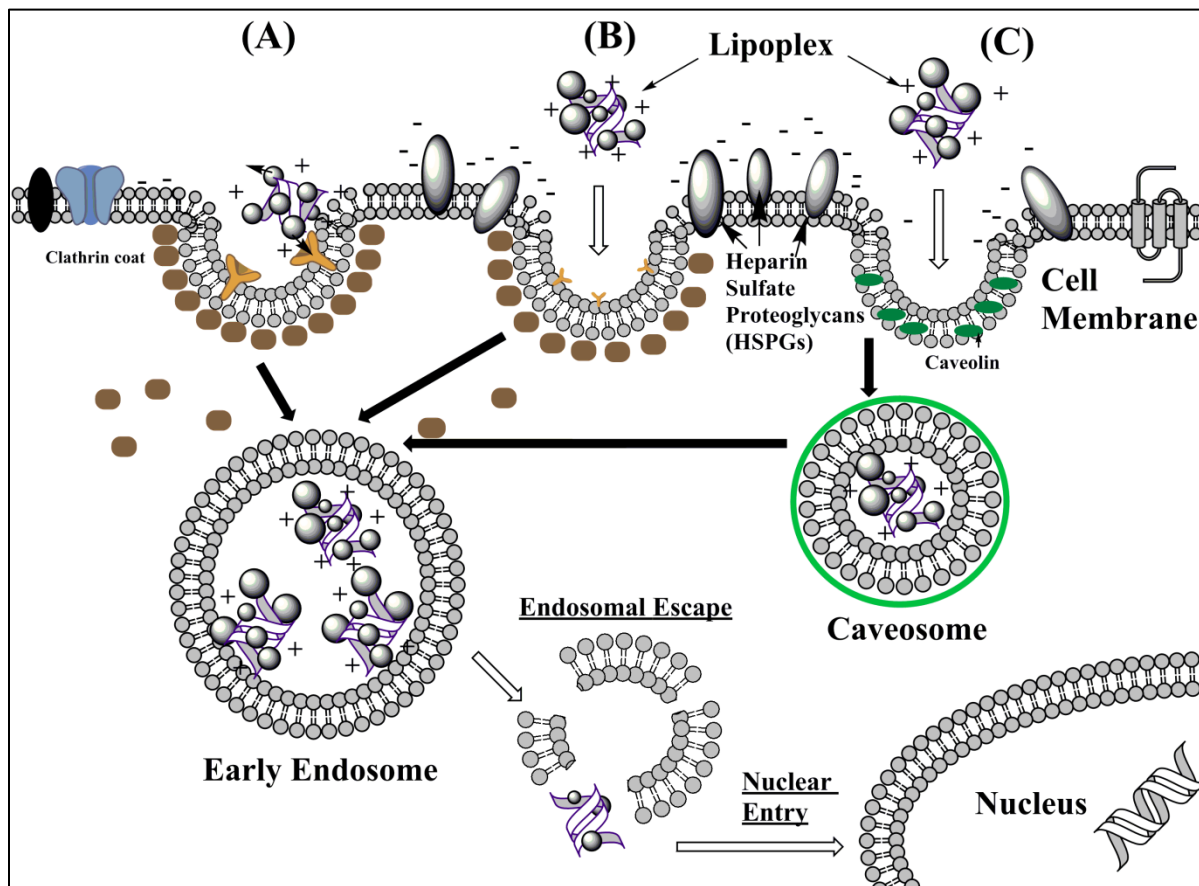 (A)
(B)
(C)
Lipoplex
Clathrin coat
Heparin
Sulfate
Proteoglycans
(HSPGs)
Caveolin
Cell
Membrane
Caveosome
Early Endosome
Endosomal Escape
Nuclear
Entry
Nucleus